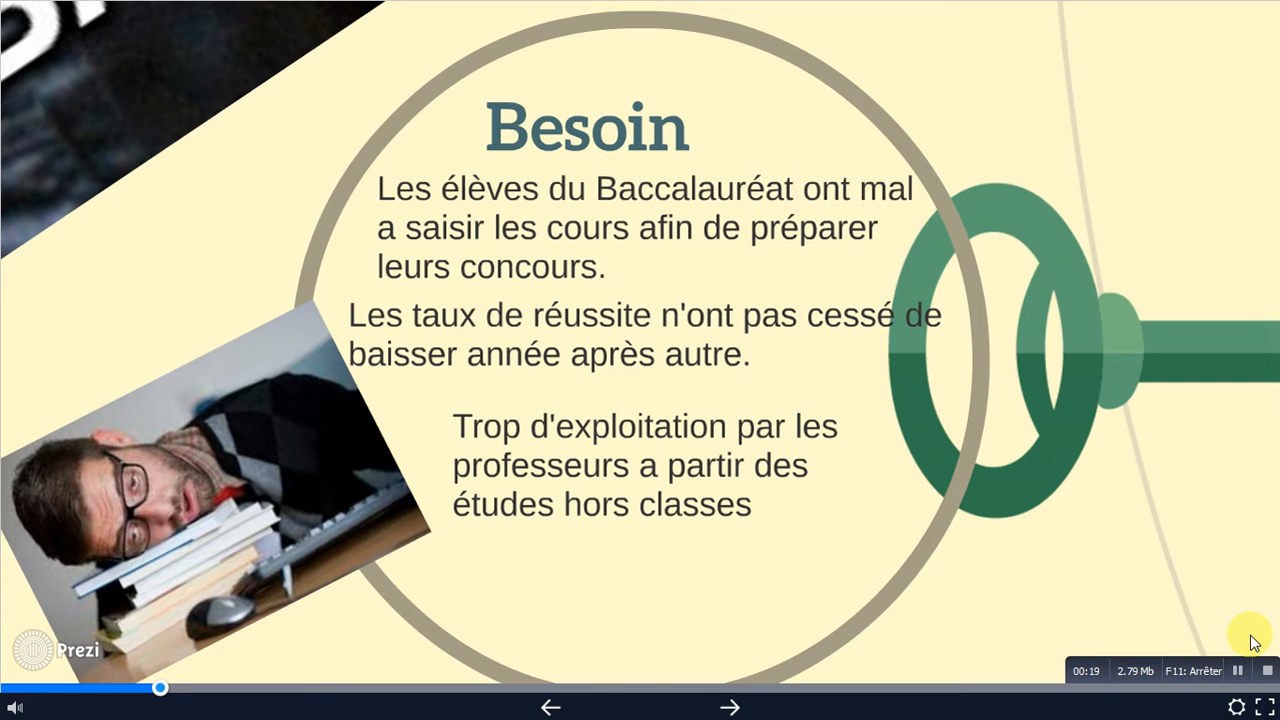 Besoin
Les élèves du Baccalauréat ont mal
a saisir les cours afin de préparer
leurs concours.
Les taux de réussite n'ont pas cessé de
baisser année après autre.
Trop d'exploitation par les
professeurs a partir des
études hors classes
Prezi
00:19 2.79 Mb F11: Arrêter